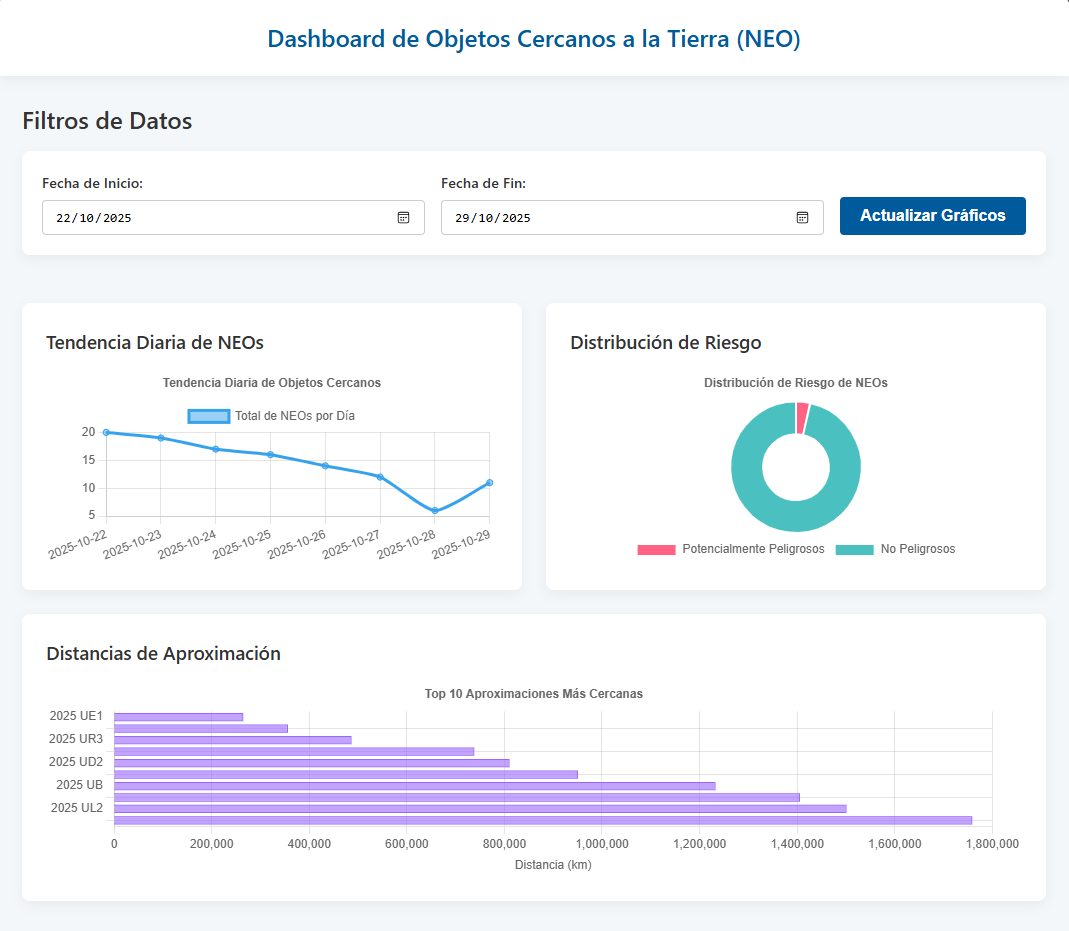 Dashboard de Objetos Cercanos a la Tierra (NEO)
Filtros de Datos
Fecha de Inicio:
22/10/2025
Fecha de Fin:
29/10/2025
Actualizar Gráficos
Tendencia Diaria de NEOs
Tendencia Diaria de Objetos Cercanos
Total de NEOs por Día
20
15
10
5
2025-10-22 2025-10-23 2025-10-24 2025-10-25 2025-10-26 2025-10-27 2025-10-28 2025-10-29
Distribución de Riesgo
Distribución de Riesgo de NEOs
Potencialmente Peligrosos No Peligrosos
Distancias de Aproximación
Top 10 Aproximaciones Más Cercanas
2025 UE1
2025 UR3
2025 UD2
2025 UB
2025 UL2
0 200,000 400,000 600,000 800,000 1,000,000 1,200,000 1,400,000 1,600,000 1,800,000
Distancia (km)